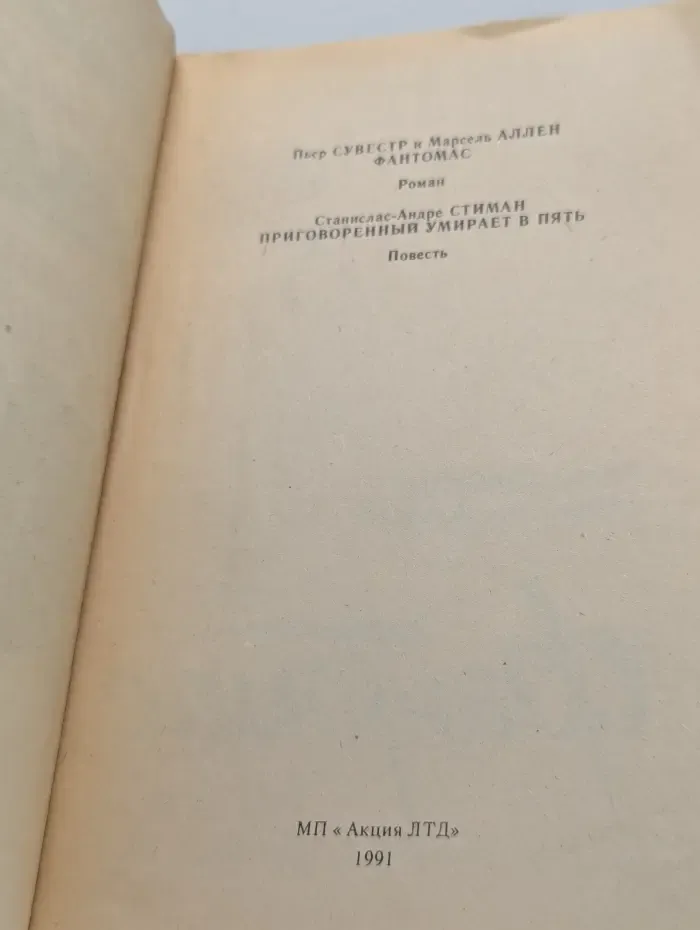 Пьер СУВЕСТР и Марсель АЛЛЕН
ФАНТОМАС
Роман
Станислас-Андре СТИМАН
ПРИГОВОРЕННЫЙ УМИРАЕТ В ПЯТЬ
Повесть
МП « Акция ЛТД»
1991